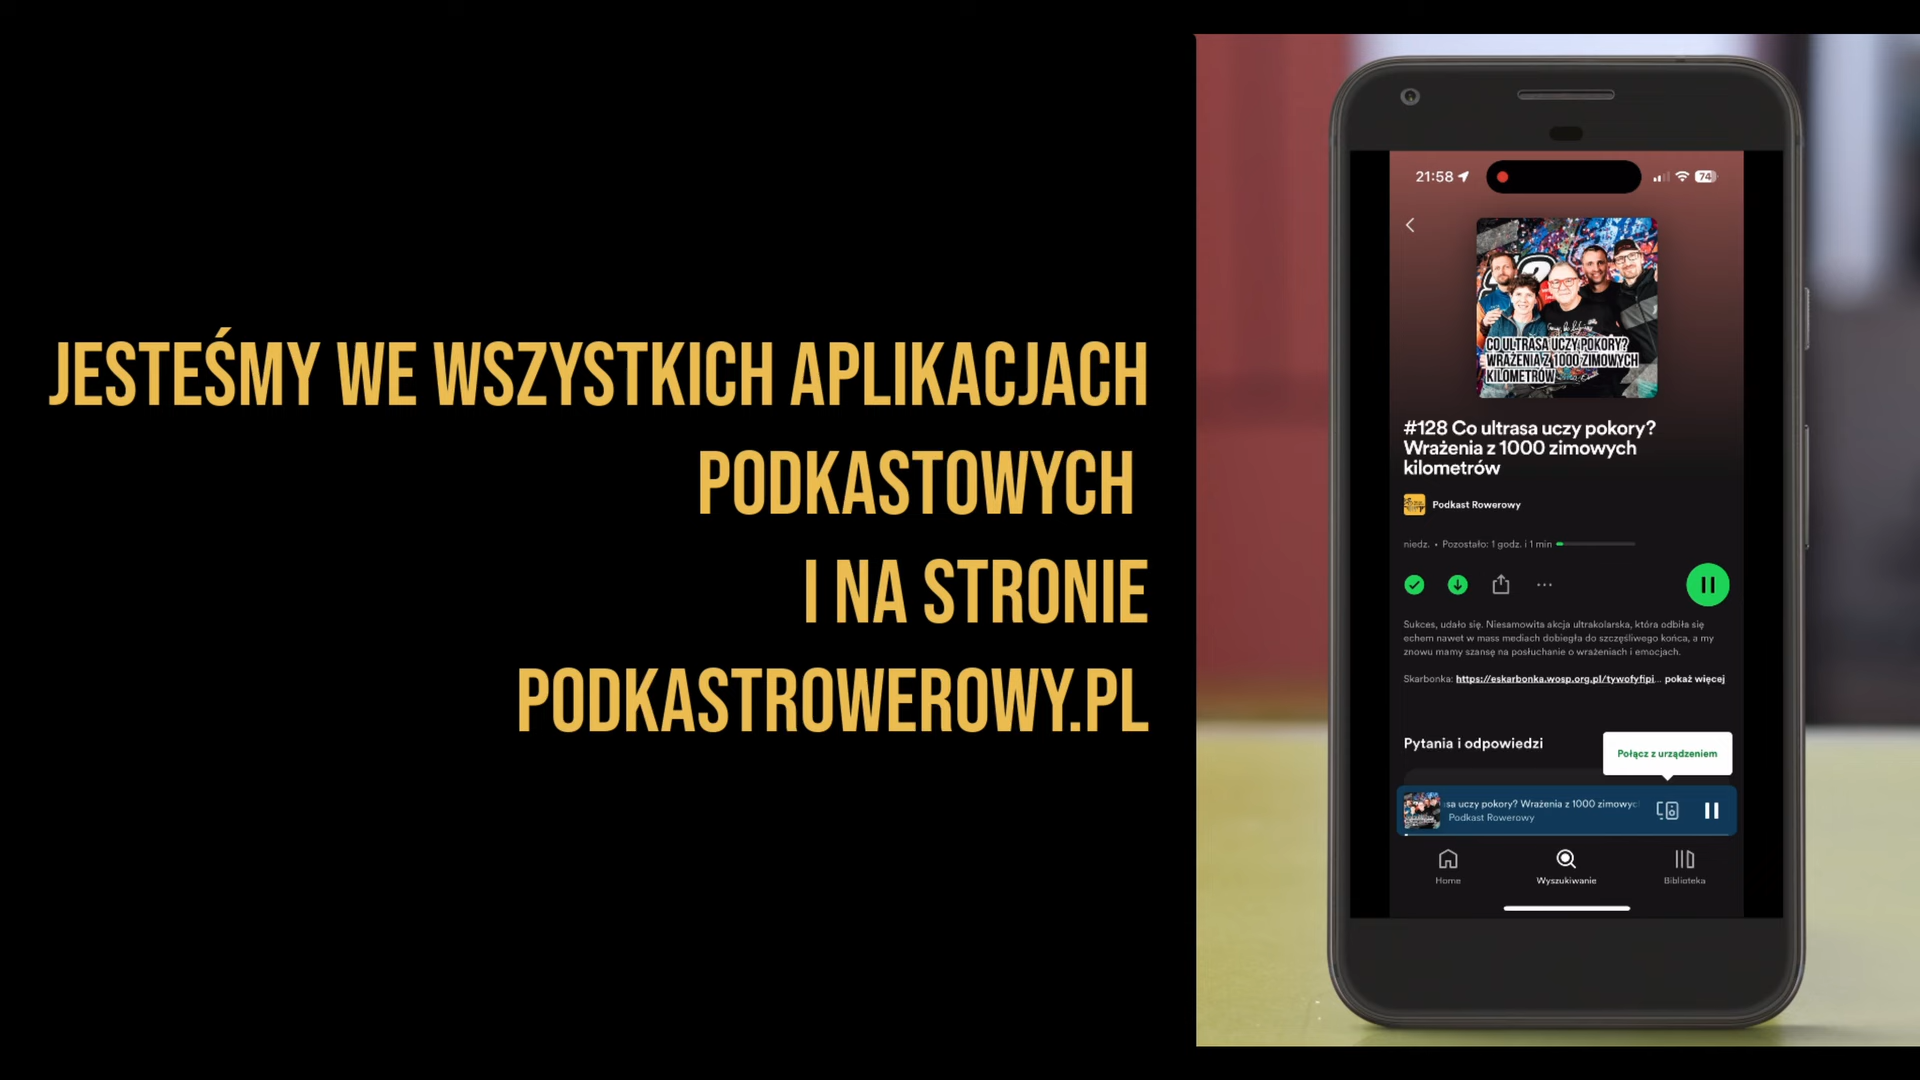 JESTEŚMY WE WSZYSTKICH APLIKACJACH
PODKASTOWYCH
I NA STRONIE
PODKASTROWEROWY.PL
21:58
74
CO ULTRASA UCZY POKORY?
WRAŻENIA Z 1000 ZIMOWYCH
KILOMETRÓW
#128 Co ultrasa uczy pokory?
Wrażenia z 1000 zimowych
kilometrów
Podkast Rowerowy
niedz. • Pozostało: 1 godz. i 1 min
Sukces, udało się. Niesamowita akcja ultrakolarska, która odbiła się
echem nawet w mass mediach dobiegła do szczęśliwego końca, a my
znowu mamy szansę na posłuchanie o wrażeniach i emocjach.
Skarbonka: https://eskarbonka.wosp.org.pl/tywofyfipi... pokaż więcej
Pytania i odpowiedzi
Połącz z urządzeniem
sa uczy pokory? Wrażenia z 1000 zimowyc
Podkast Rowerowy
Home
Wyszukiwanie
Biblioteka